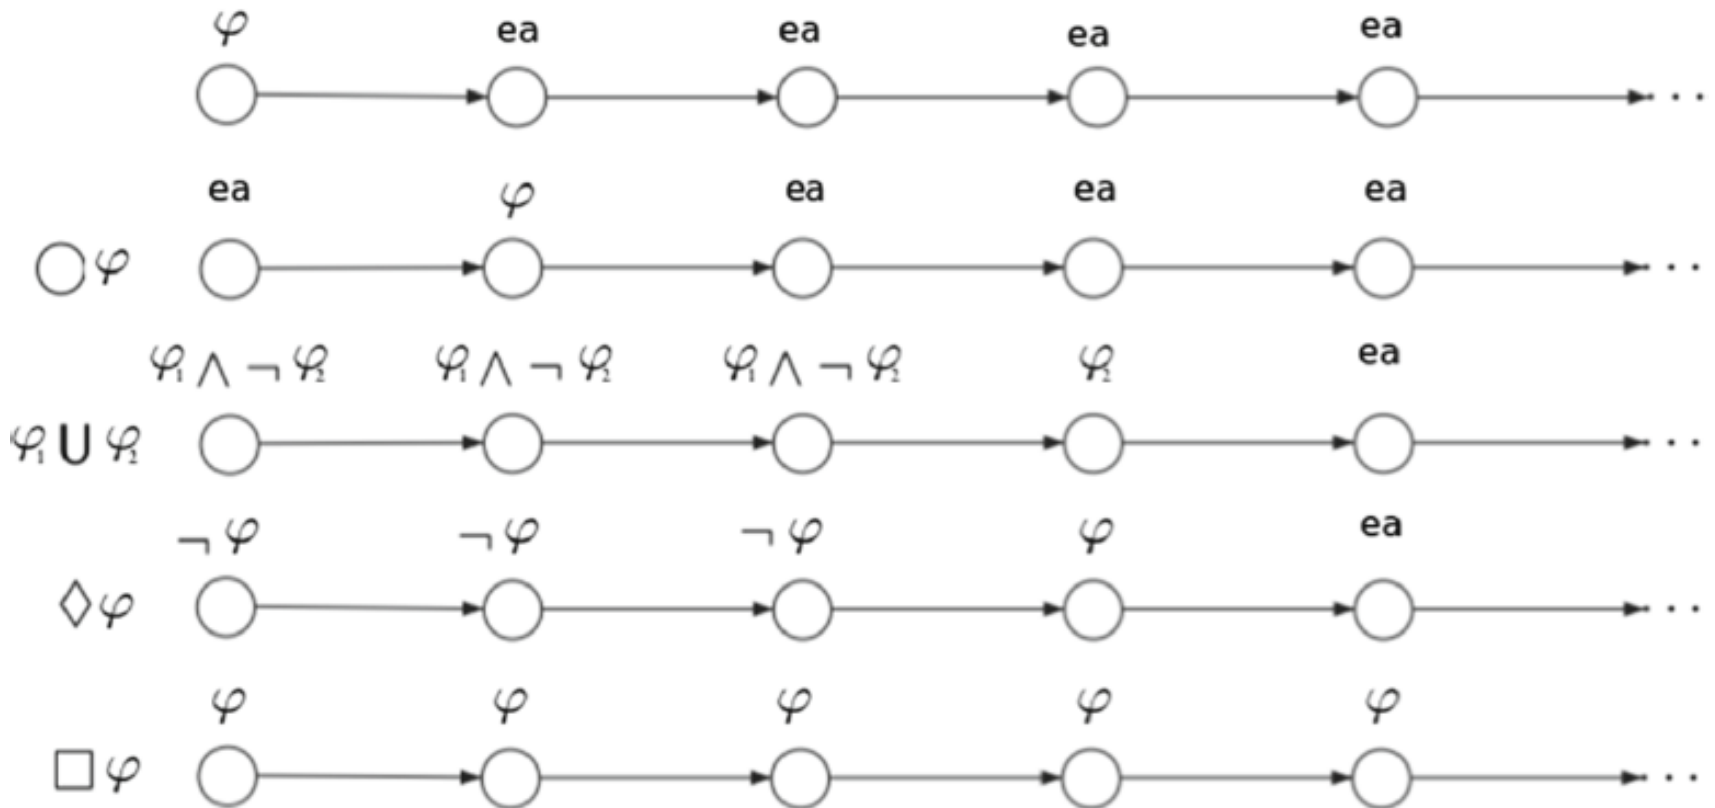 φ ea ea ea ea
· · ·
ea φ ea ea ea
○φ · · ·
φ₁ ∧ ¬ φ₂ φ₁ ∧ ¬ φ₂ φ₁ ∧ ¬ φ₂ φ₂ ea
φ₁ U φ₂ · · ·
¬ φ ¬ φ ¬ φ φ ea
◊φ · · ·
φ φ φ φ φ
□ φ · · ·